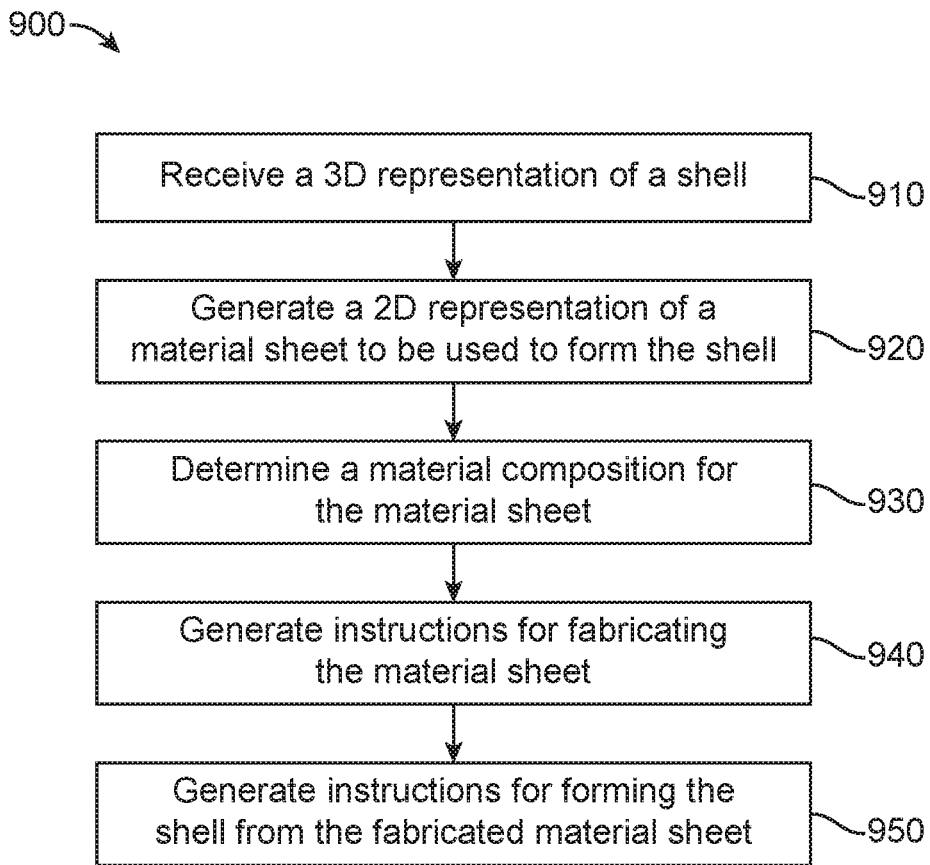 900
Receive a 3D representation of a shell
910
Generate a 2D representation of a
material sheet to be used to form the shell
920
Determine a material composition for
the material sheet
930
Generate instructions for fabricating
the material sheet
940
Generate instructions for forming the
shell from the fabricated material sheet
950